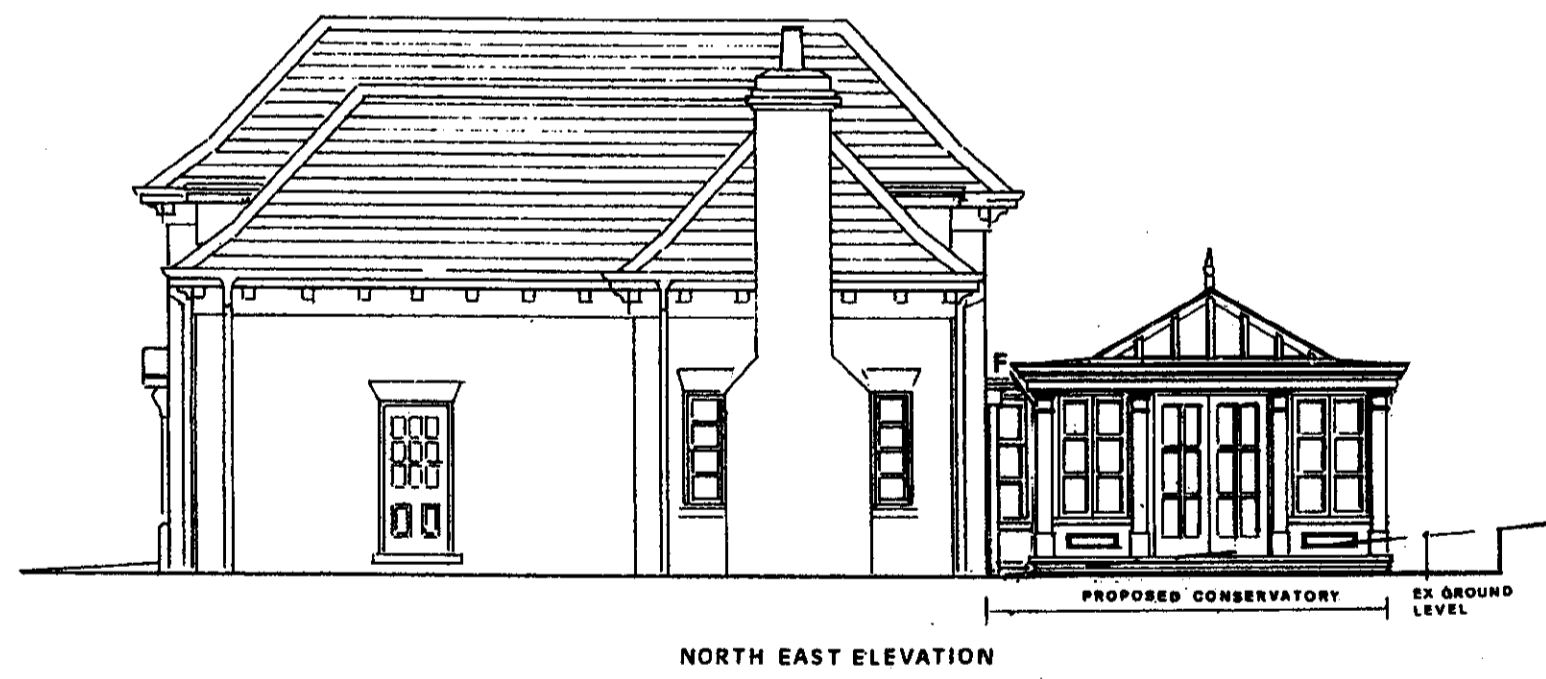 F
PROPOSED CONSERVATORY
EX GROUND
LEVEL
NORTH EAST ELEVATION